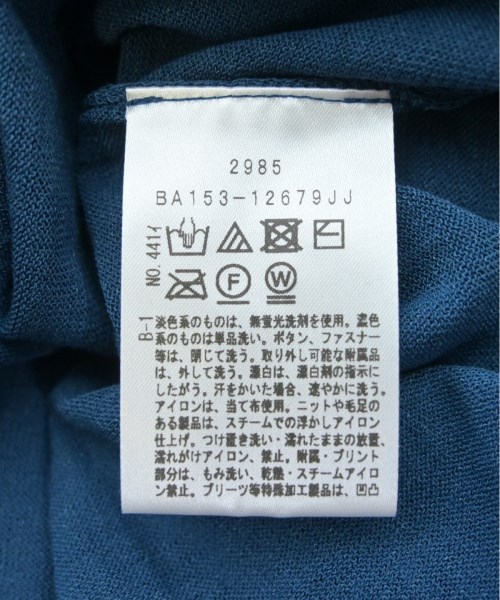 2985
BA153-12679JJ
NO.441イ
F W
B-1
淡色系のものは、無蛍光洗剤を使用。濃色
系のものは単品洗い。ボタン、ファスナー
等は、閉じて洗う。取り外し可能な附属品
は、外して洗う。漂白は、漂白剤の指示に
したがう。汗をかいた場合、速やかに洗う。
アイロンは、当て布使用。ニットや毛足の
ある製品は、スチームでの浮かしアイロン
仕上げ。つけ置き洗い・濡れたままの放置、
濡れがけアイロン、禁止。附属・プリント
部分は、もみ洗い、乾燥・スチームアイロ
ン禁止。プリーツ等特殊加工製品は、凹凸